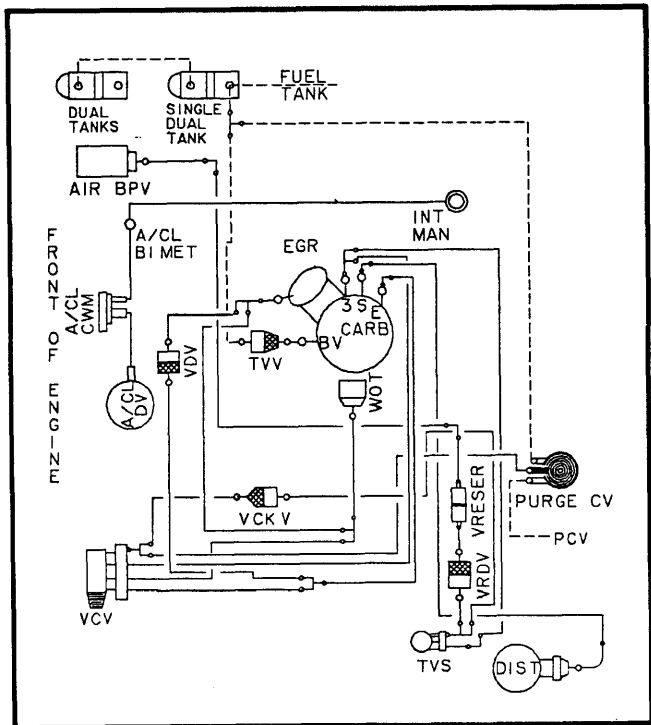 FUEL
TANK
DUAL
TANKS
SINGLE
DUAL
TANK
AIR BPV
INT
MAN
A/CL
BI MET
EGR
FRONT OF ENGINE
A/CL
CWM
3 S E
CARB
BV
TVV
VDV
A/CL
DV
WOT
VCKV
VRESER
PURGE CV
PCV
VRDV
VCV
TVS
DIST